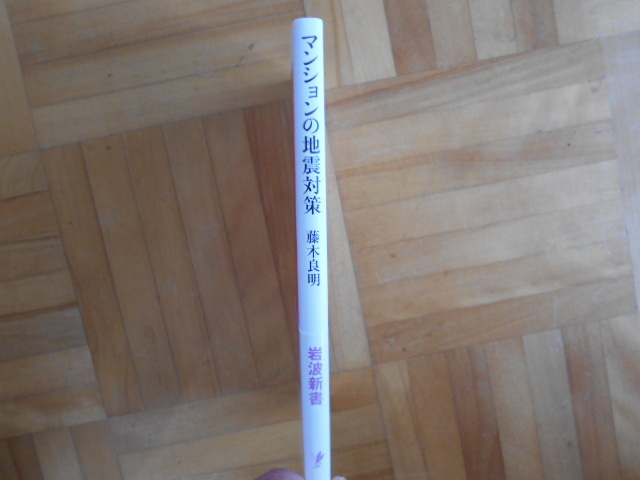 マンションの地震対策
藤木良明
岩波新書